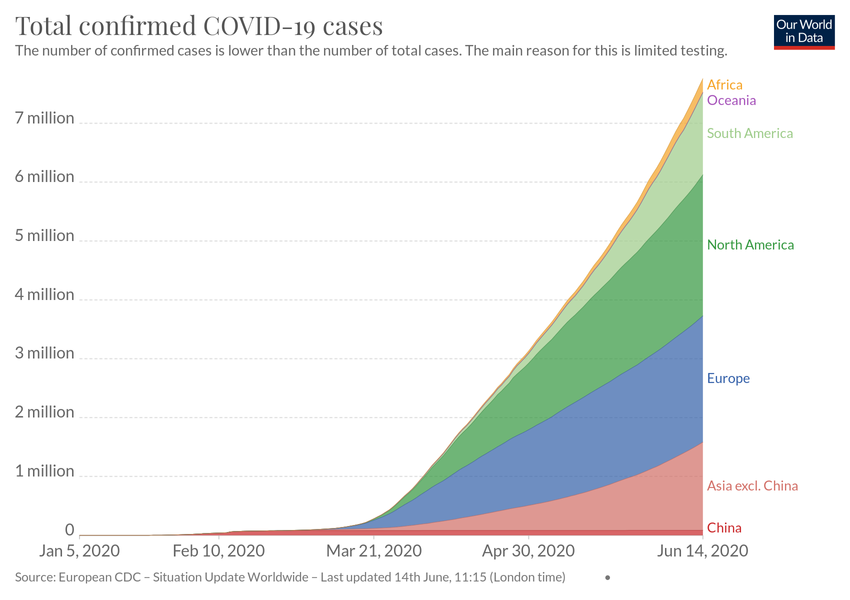 Total confirmed COVID-19 cases
Our World
in Data
The number of confirmed cases is lower than the number of total cases. The main reason for this is limited testing.
Africa
Oceania
7 million
South America
6 million
5 million
North America
4 million
3 million
Europe
2 million
1 million
Asia excl. China
China
0
Jan 5, 2020
Feb 10, 2020
Mar 21, 2020
Apr 30, 2020
Jun 14, 2020
Source: European CDC – Situation Update Worldwide – Last updated 14th June, 11:15 (London time)